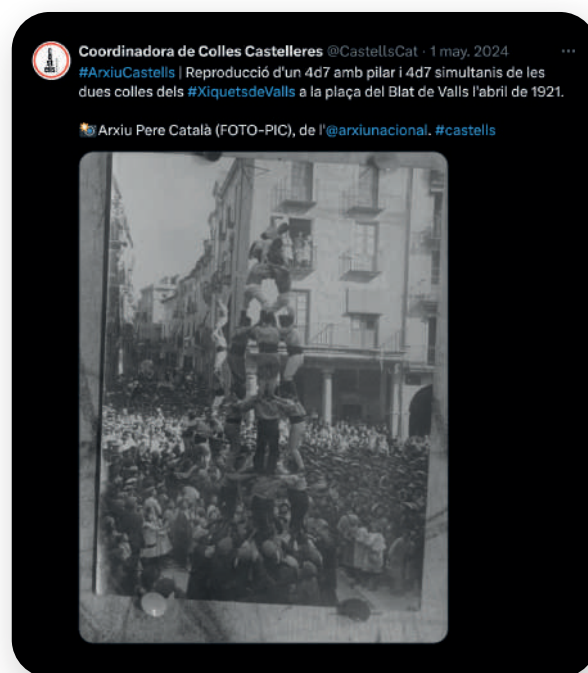 Coordinadora de Colles Castelleres @CastellsCat · 1 may. 2024
#ArxiuCastells | Reproducció d'un 4d7 amb pilar i 4d7 simultanis de les
dues colles dels #XiquetsdeValls a la plaça del Blat de Valls l'abril de 1921.
📸 Arxiu Pere Català (FOTO-PIC), de l'@arxiunacional. #castells